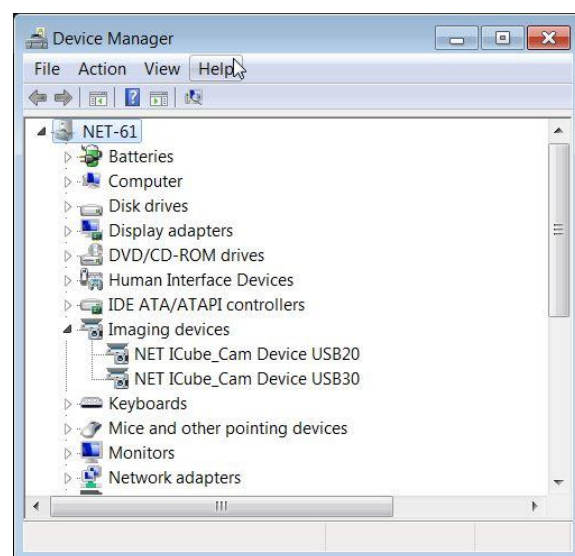 Device Manager
File Action View Help
NET-61
Batteries
Computer
Disk drives
Display adapters
DVD/CD-ROM drives
Human Interface Devices
IDE ATA/ATAPI controllers
Imaging devices
NET ICube_Cam Device USB20
NET ICube_Cam Device USB30
Keyboards
Mice and other pointing devices
Monitors
Network adapters